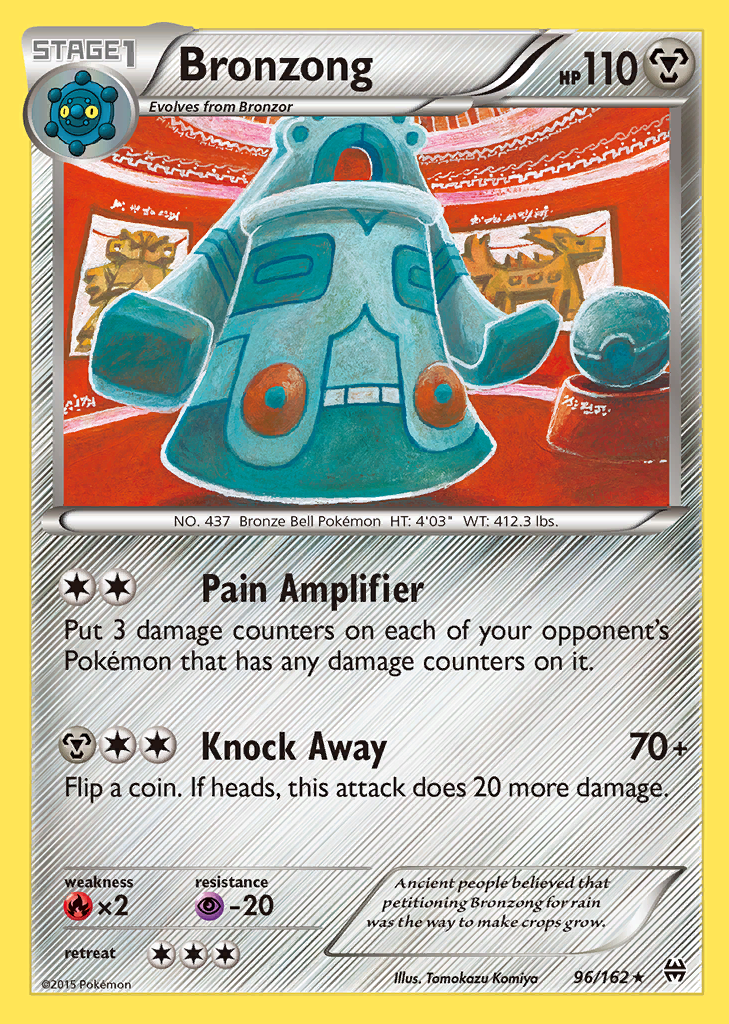 STAGE1
Bronzong
HP110
Evolves from Bronzor
NO. 437 Bronze Bell Pokémon HT: 4'03" WT: 412.3 lbs.
Pain Amplifier
Put 3 damage counters on each of your opponent's
Pokémon that has any damage counters on it.
Knock Away 70+
Flip a coin. If heads, this attack does 20 more damage.
weakness
×2
resistance
-20
retreat
Ancient people believed that
petitioning Bronzong for rain
was the way to make crops grow.
©2015 Pokémon
Illus. Tomokazu Komiya
96/162★